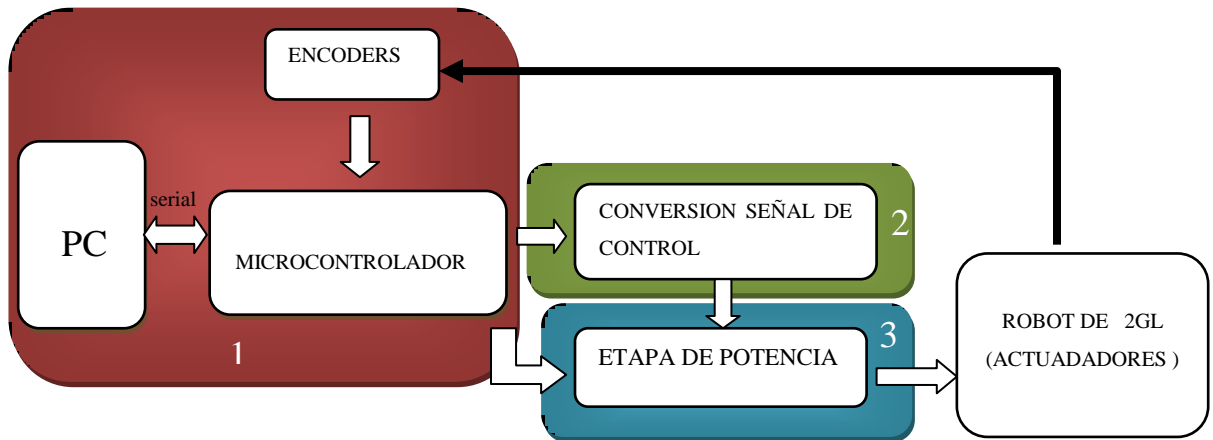 ENCODERS
serial
PC
MICROCONTROLADOR
1
CONVERSION SEÑAL DE
CONTROL
2
ETAPA DE POTENCIA
3
ROBOT DE 2GL
(ACTUADADORES )